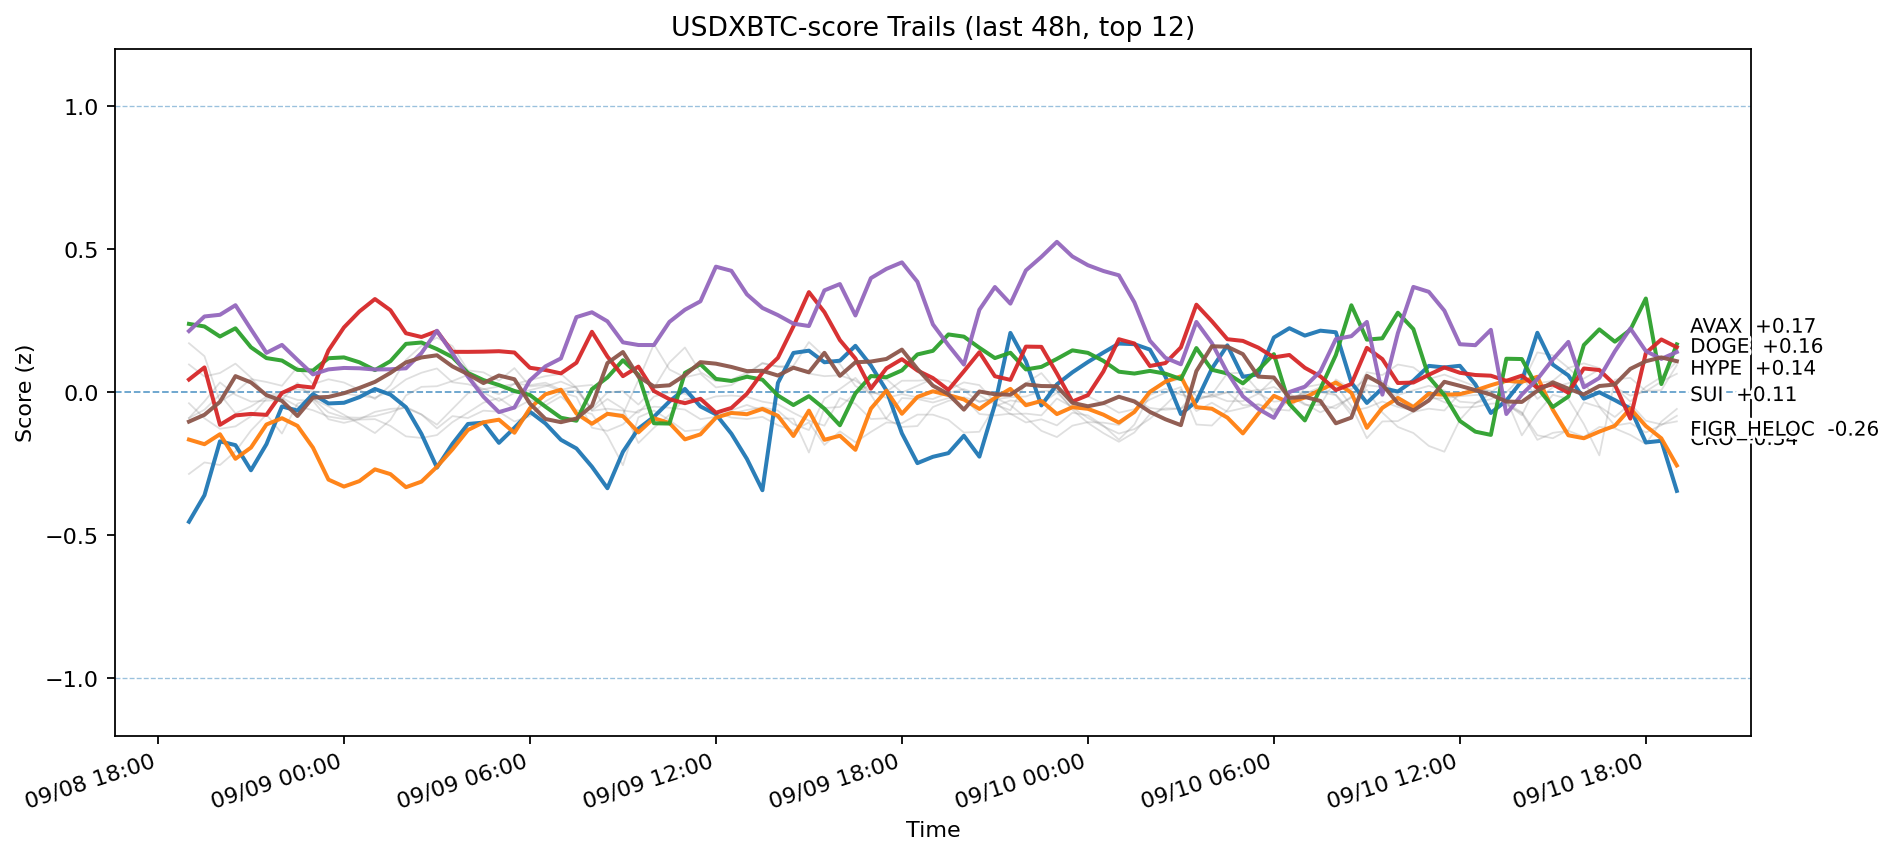 USDXBTC-score Trails (last 48h, top 12)
Score (z)
1.0
0.5
0.0
−0.5
−1.0
AVAX +0.17
DOGE +0.16
HYPE +0.14
SUI +0.11
FIGR_HELOC -0.26
CRO -0.34
09/08 18:00
09/09 00:00
09/09 06:00
09/09 12:00
09/09 18:00
09/10 00:00
09/10 06:00
09/10 12:00
09/10 18:00
Time